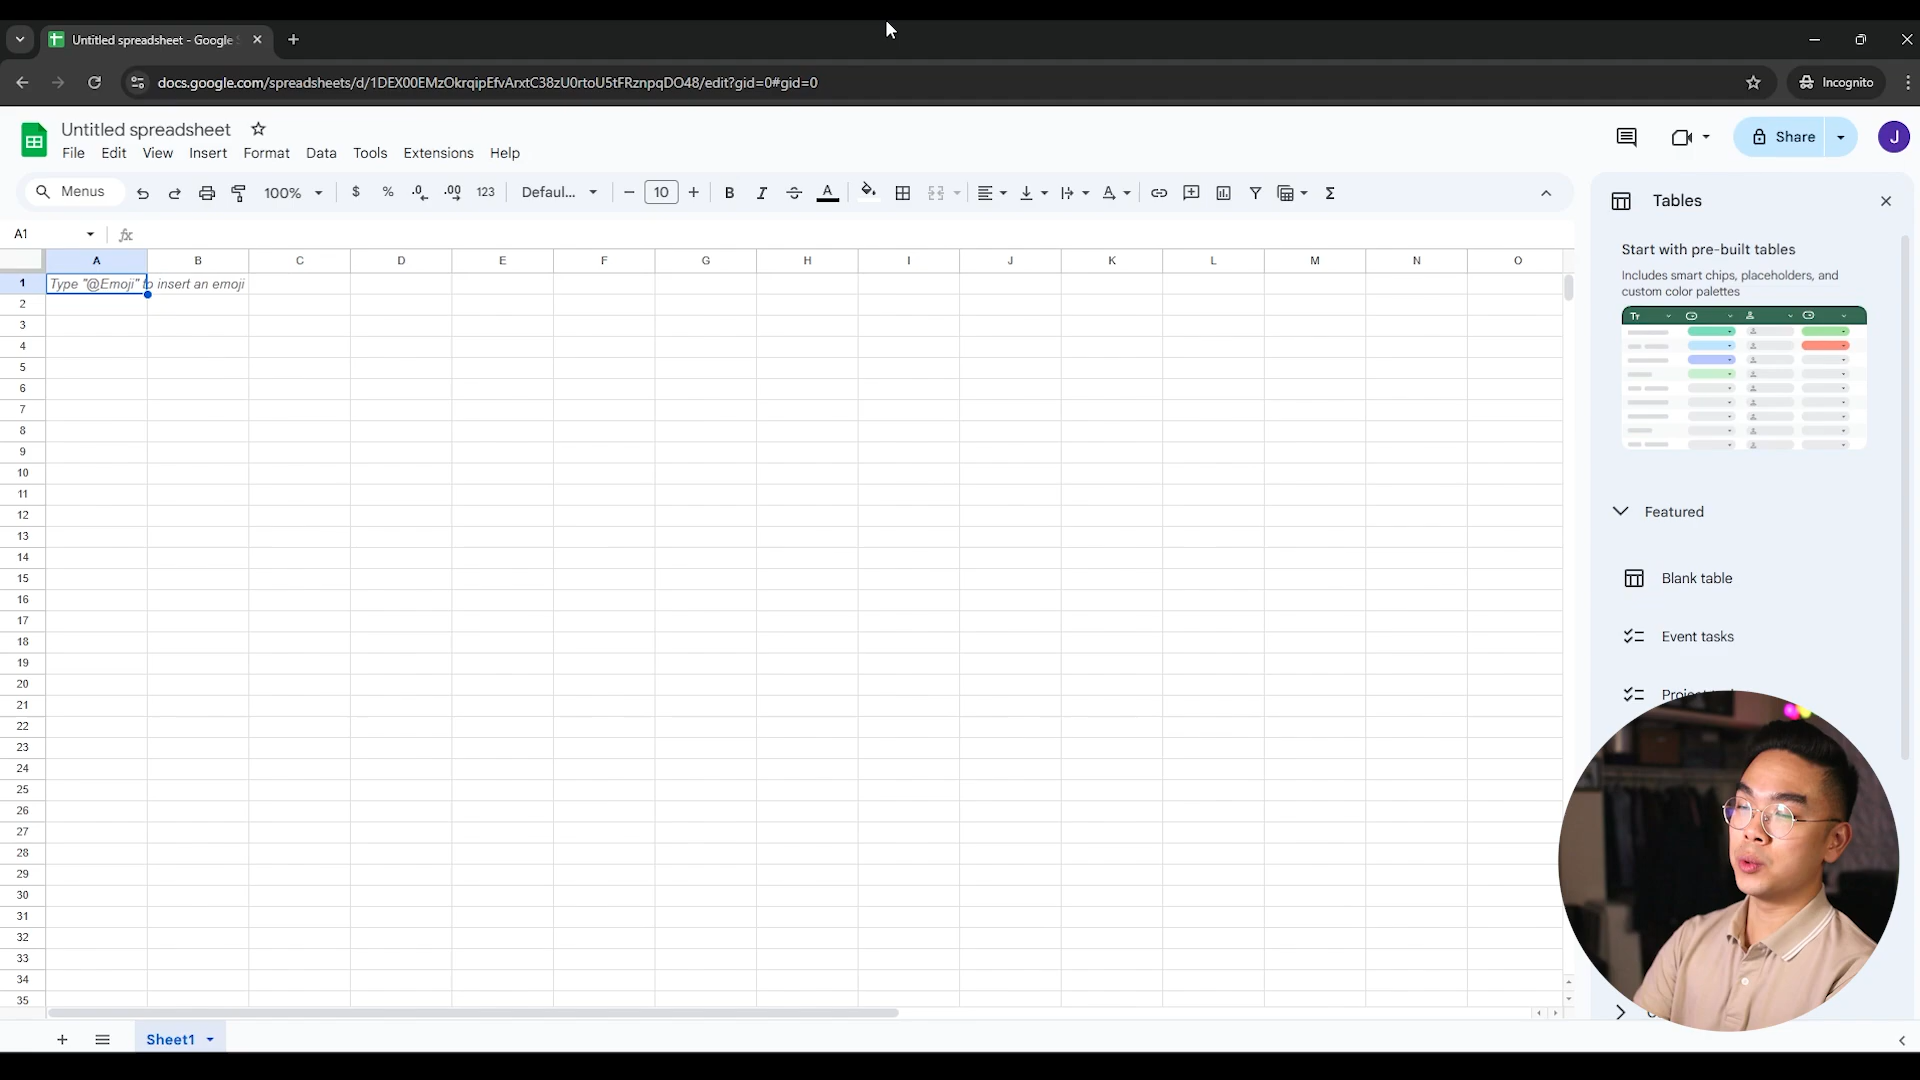 Untitled spreadsheet - Google
docs.google.com/spreadsheets/d/1DEX00EMzOkrqipEfvArxtC38zU0rtoU5tFRznpqDO48/edit?gid=0#gid=0
Incognito
Untitled spreadsheet
File Edit View Insert Format Data Tools Extensions Help
Share
J
Menus
100%
$ % .0 .00 123
Defaul...
10
B I A
A
Σ
Tables
A1
fx
Start with pre-built tables
Includes smart chips, placeholders, and
custom color palettes
Tr
A B C D E F G H I J K L M N O
1 Type "@Emoji" to insert an emoji
2
3
4
5
6
7
8
9
10
11
12
13
14
15
16
17
18
19
20
21
22
23
24
25
26
27
28
29
30
31
32
33
34
35
Featured
Blank table
Event tasks
Sheet1